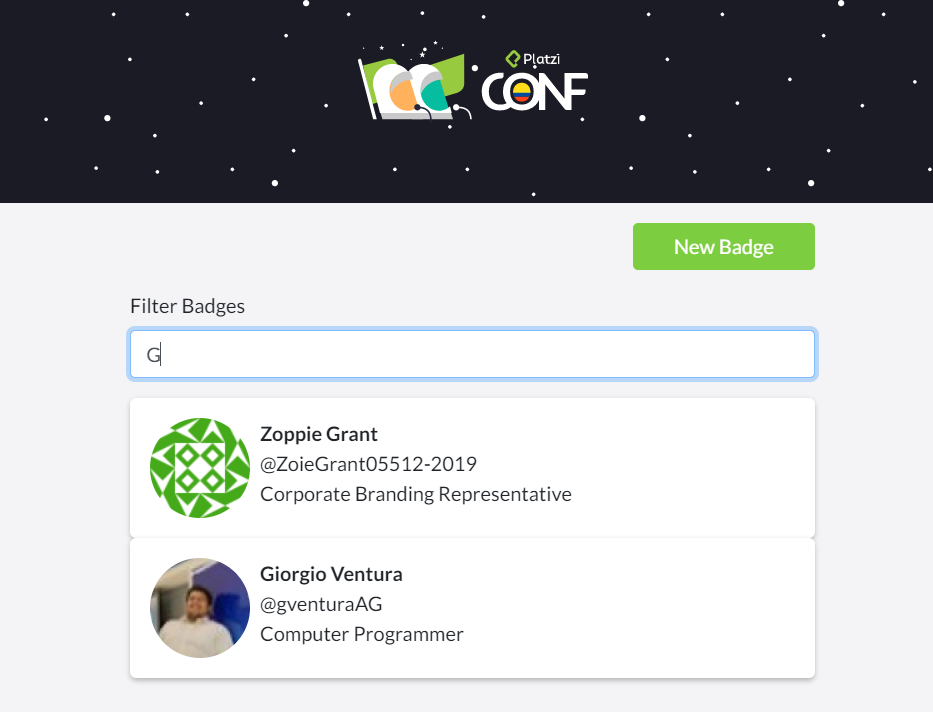 Platzi
CONF
New Badge
Filter Badges
G
Zoppie Grant
@ZoieGrant05512-2019
Corporate Branding Representative
Giorgio Ventura
@gventuraAG
Computer Programmer